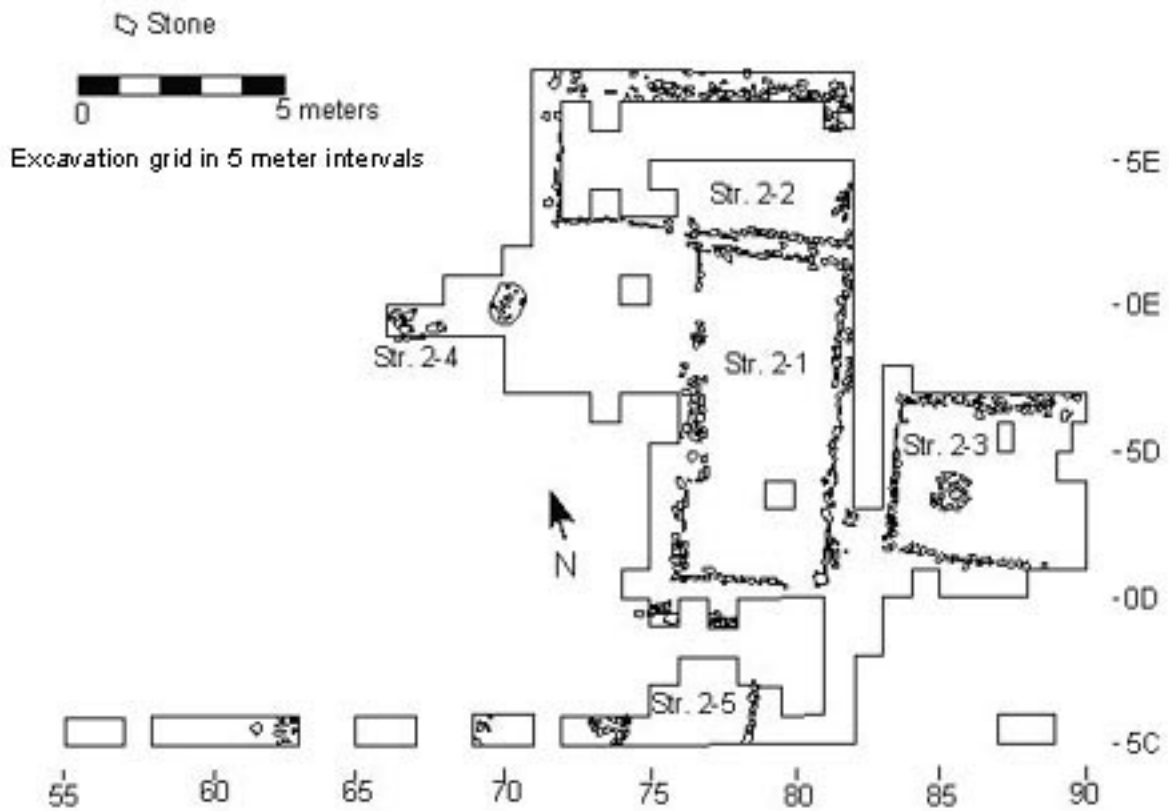 Stone
0 5 meters
Excavation grid in 5 meter intervals
-5E
Str. 2-2
-0E
Str. 2-4
Str. 2-1
Str. 2-3
-5D
N
-0D
Str. 2-5
-5C
55 60 65 70 75 80 85 90